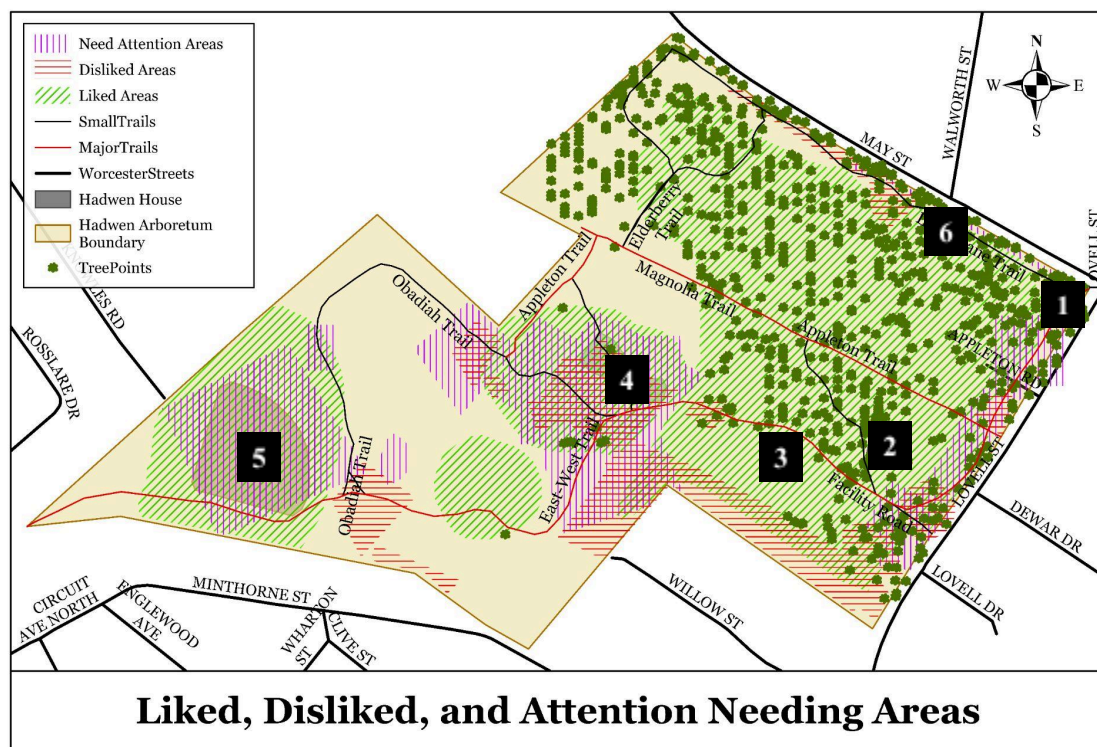 Need Attention Areas
Disliked Areas
Liked Areas
SmallTrails
MajorTrails
WorcesterStreets
Hadwen House
Hadwen Arboretum
Boundary
TreePoints
N
W E
S
WALWORTH ST
MAY ST
LOVELL ST
KNOWLES RD
ROSSLARE DR
Elderberry
Trail
6
1
Appleton Trail
Magnolia Trail
Obadiah Trail
Appleton Trail
APPLETON RD
4
5
3
2
Obadiah Trail
East-West Trail
Facility Road
LOVELL ST
DEWAR DR
LOVELL DR
WILLOW ST
MINTHORNE ST
CIRCUIT
AVE NORTH
ENGLEWOOD
AVE
WHARTON
ST
CLIVE ST
Liked, Disliked, and Attention Needing Areas